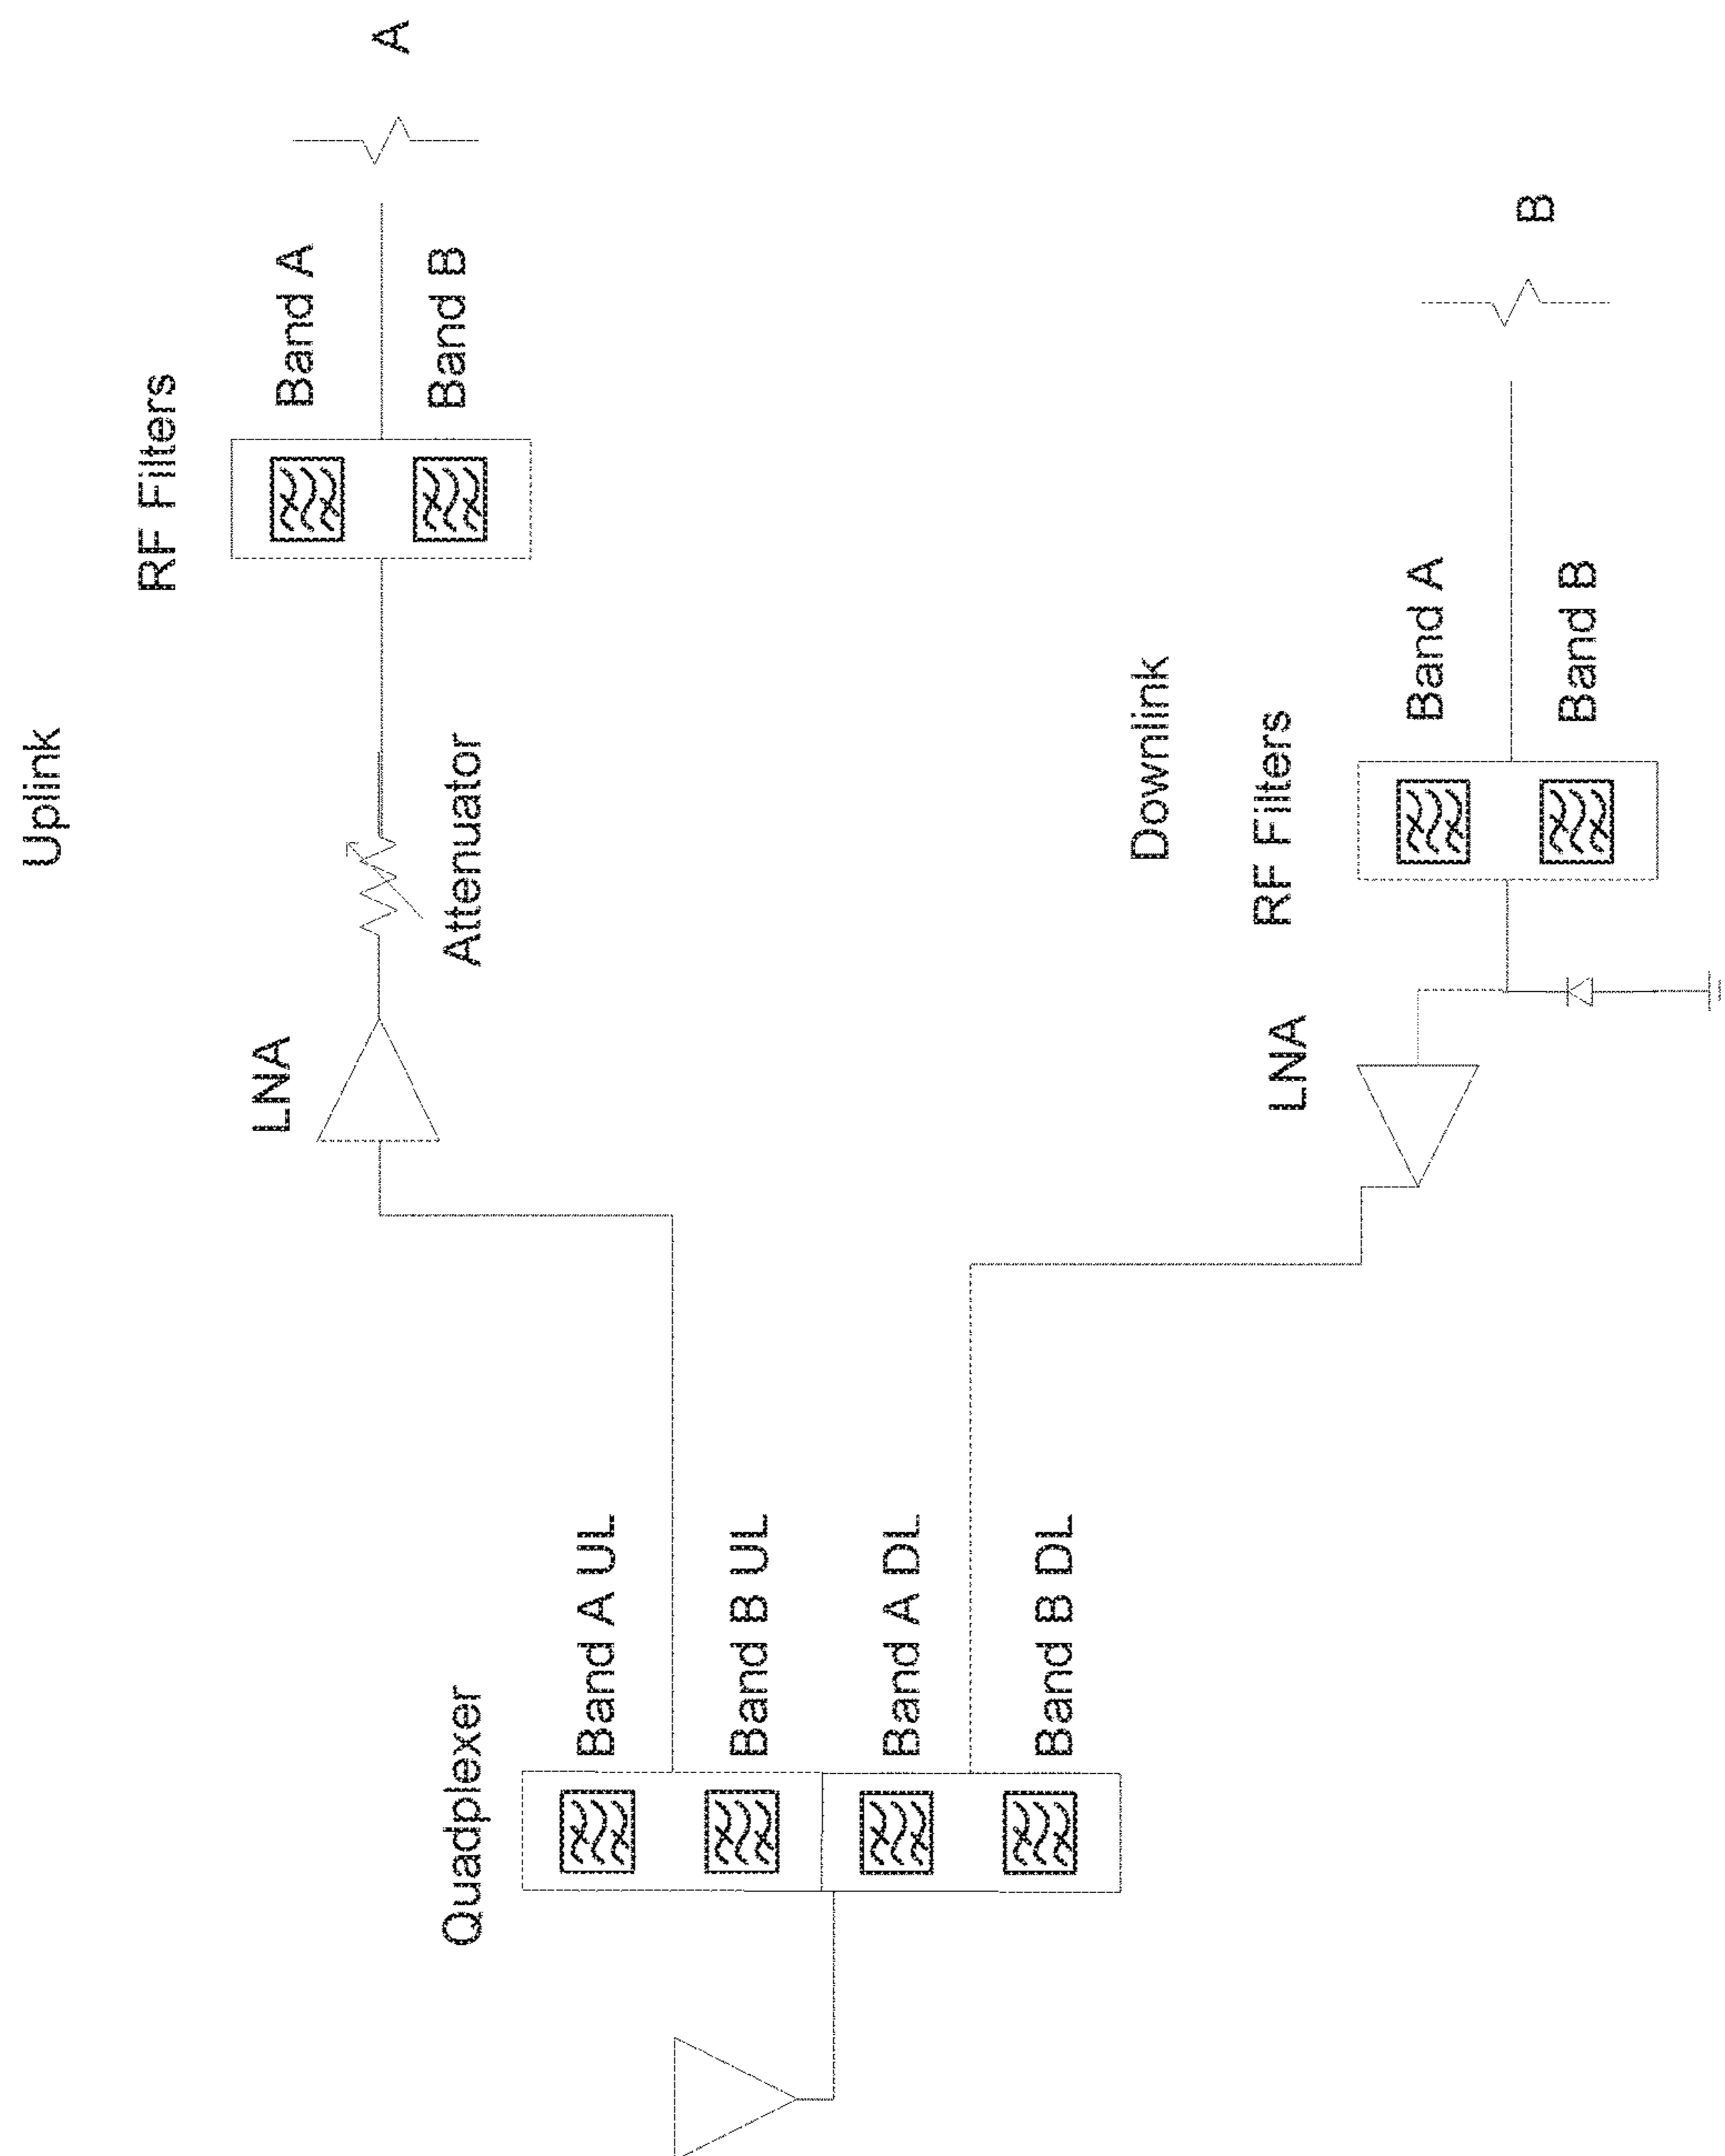 Uplink
RF Filters
Band A
Band B
A
LNA
Attenuator
Quadplexer
Band A UL
Band B UL
Band A DL
Band B DL
Downlink
LNA
RF Filters
Band A
Band B
B